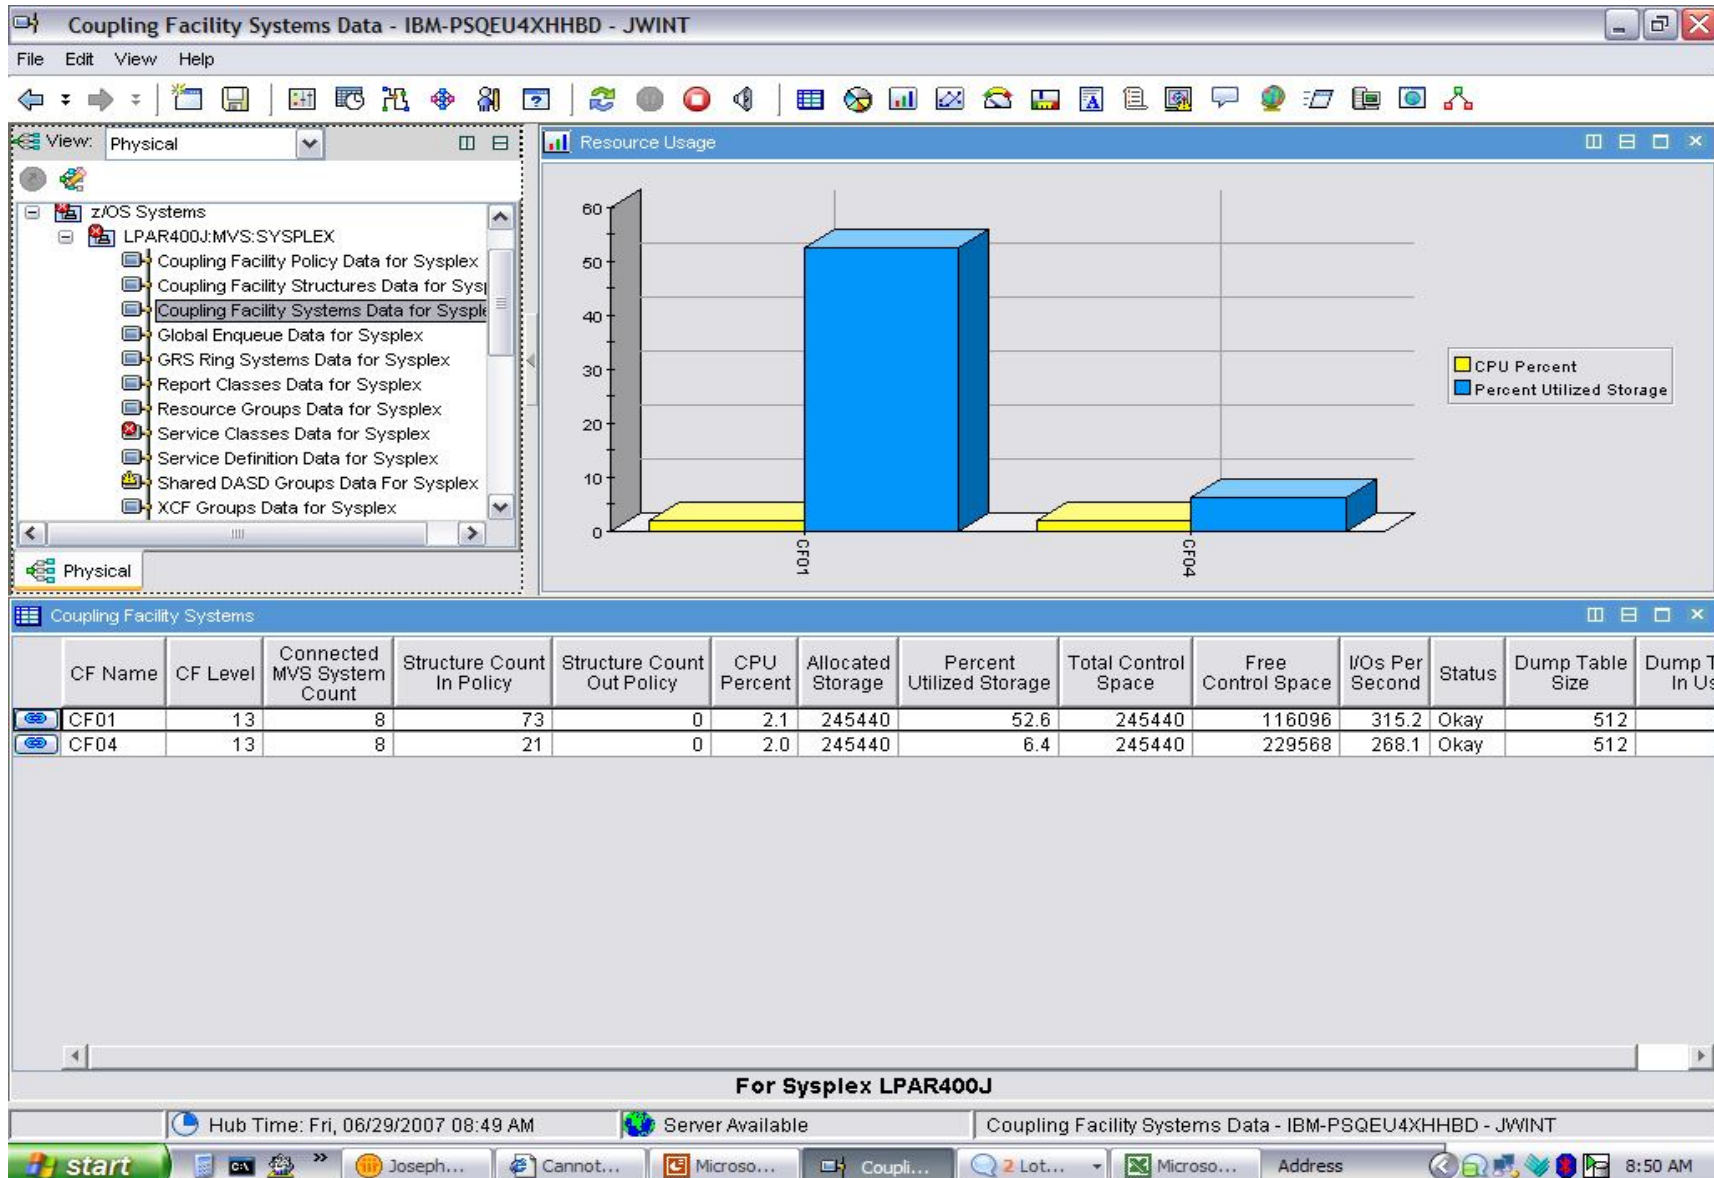 Coupling Facility Systems Data - IBM-PSQEU4XHHBD - JWINT
File Edit View Help
View: Physical
z/OS Systems
LPAR400J:MVS:SYSPLEX
Coupling Facility Policy Data for Sysplex
Coupling Facility Structures Data for Sys
Coupling Facility Systems Data for Sysple
Global Enqueue Data for Sysplex
GRS Ring Systems Data for Sysplex
Report Classes Data for Sysplex
Resource Groups Data for Sysplex
Service Classes Data for Sysplex
Service Definition Data for Sysplex
Shared DASD Groups Data For Sysplex
XCF Groups Data for Sysplex
Physical
Resource Usage
60
50
40
30
20
10
0
CF01
CF04
CPU Percent
Percent Utilized Storage
Coupling Facility Systems
CF Name CF Level Connected MVS System Count Structure Count In Policy Structure Count Out Policy CPU Percent Allocated Storage Percent Utilized Storage Total Control Space Free Control Space I/Os Per Second Status Dump Table Size Dump T In Us
CF01 13 8 73 0 2.1 245440 52.6 245440 116096 315.2 Okay 512
CF04 13 8 21 0 2.0 245440 6.4 245440 229568 268.1 Okay 512
For Sysplex LPAR400J
Hub Time: Fri, 06/29/2007 08:49 AM Server Available Coupling Facility Systems Data - IBM-PSQEU4XHHBD - JWINT
start » Joseph... Cannot... Microso... Coupli... 2 Lot... Microso... Address 8:50 AM